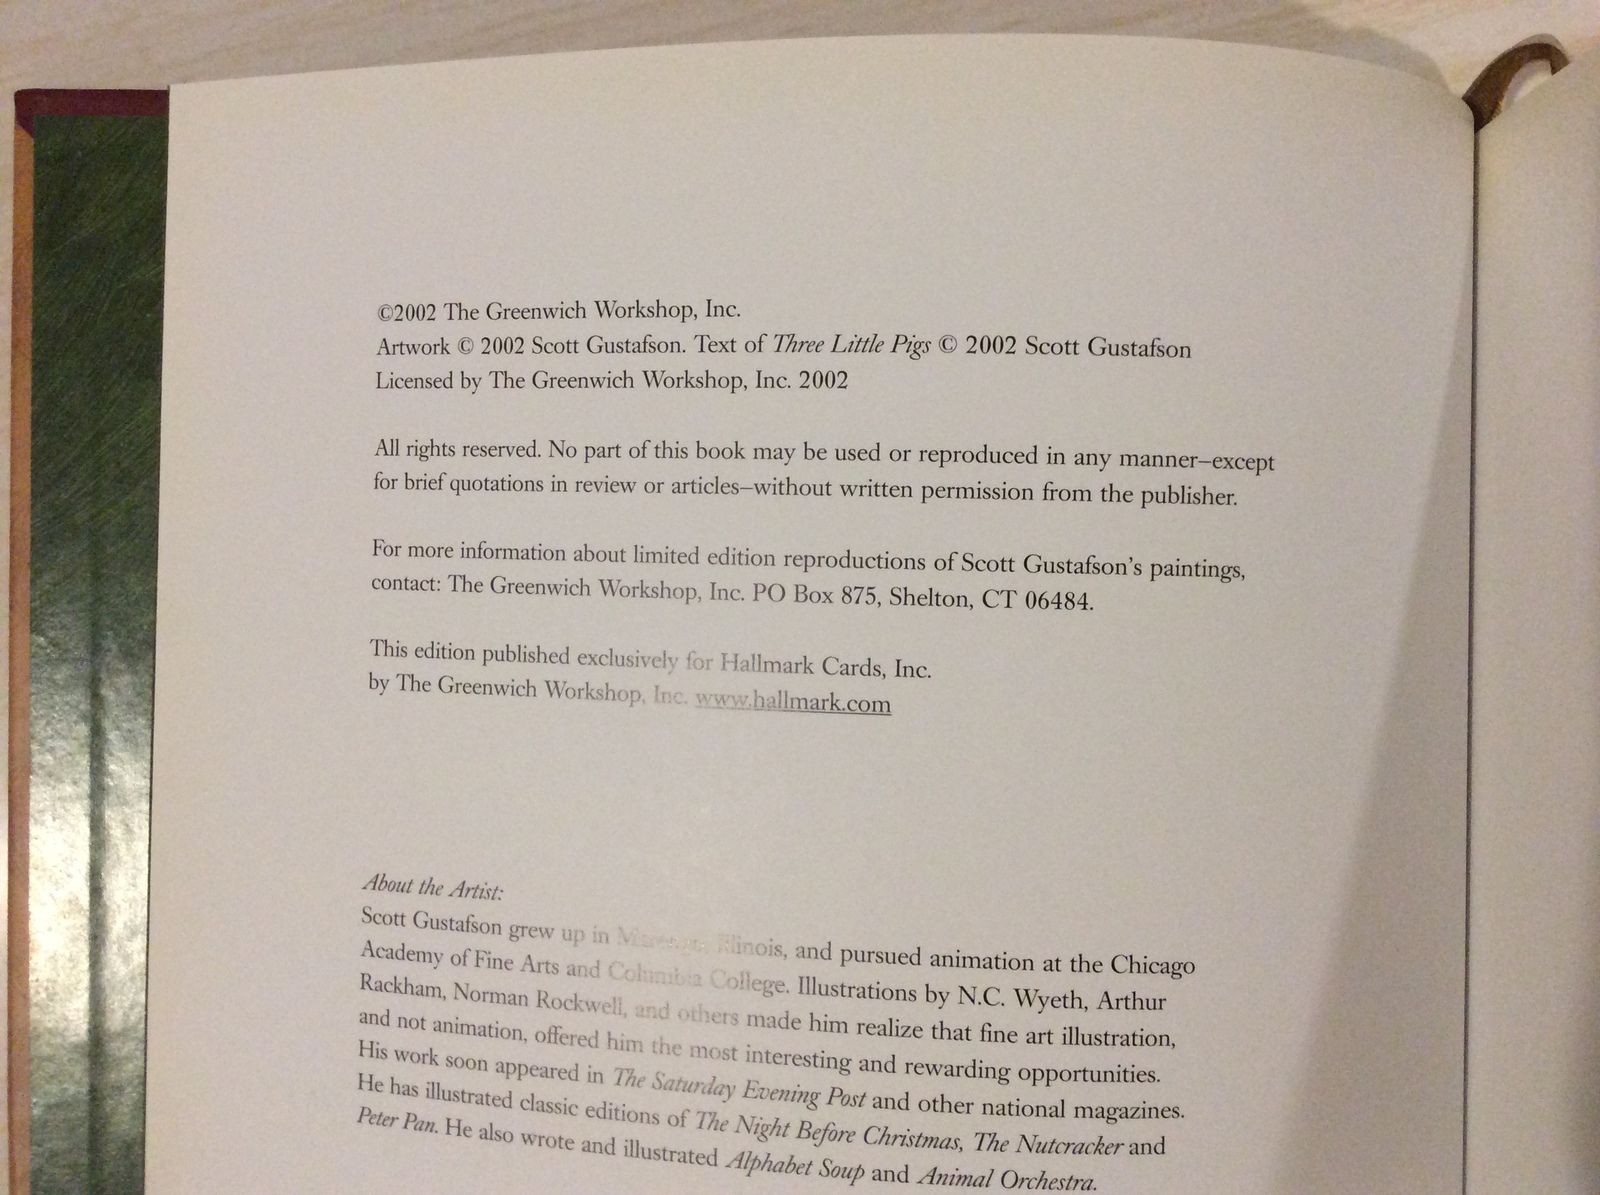 ©2002 The Greenwich Workshop, Inc.
Artwork © 2002 Scott Gustafson. Text of Three Little Pigs © 2002 Scott Gustafson
Licensed by The Greenwich Workshop, Inc. 2002
All rights reserved. No part of this book may be used or reproduced in any manner–except
for brief quotations in review or articles–without written permission from the publisher.
For more information about limited edition reproductions of Scott Gustafson's paintings,
contact: The Greenwich Workshop, Inc. PO Box 875, Shelton, CT 06484.
This edition published exclusively for Hallmark Cards, Inc.
by The Greenwich Workshop, Inc. www.hallmark.com
About the Artist:
Scott Gustafson grew up in Marengo, Illinois, and pursued animation at the Chicago
Academy of Fine Arts and Columbia College. Illustrations by N.C. Wyeth, Arthur
Rackham, Norman Rockwell, and others made him realize that fine art illustration,
and not animation, offered him the most interesting and rewarding opportunities.
His work soon appeared in The Saturday Evening Post and other national magazines.
He has illustrated classic editions of The Night Before Christmas, The Nutcracker and
Peter Pan. He also wrote and illustrated Alphabet Soup and Animal Orchestra.